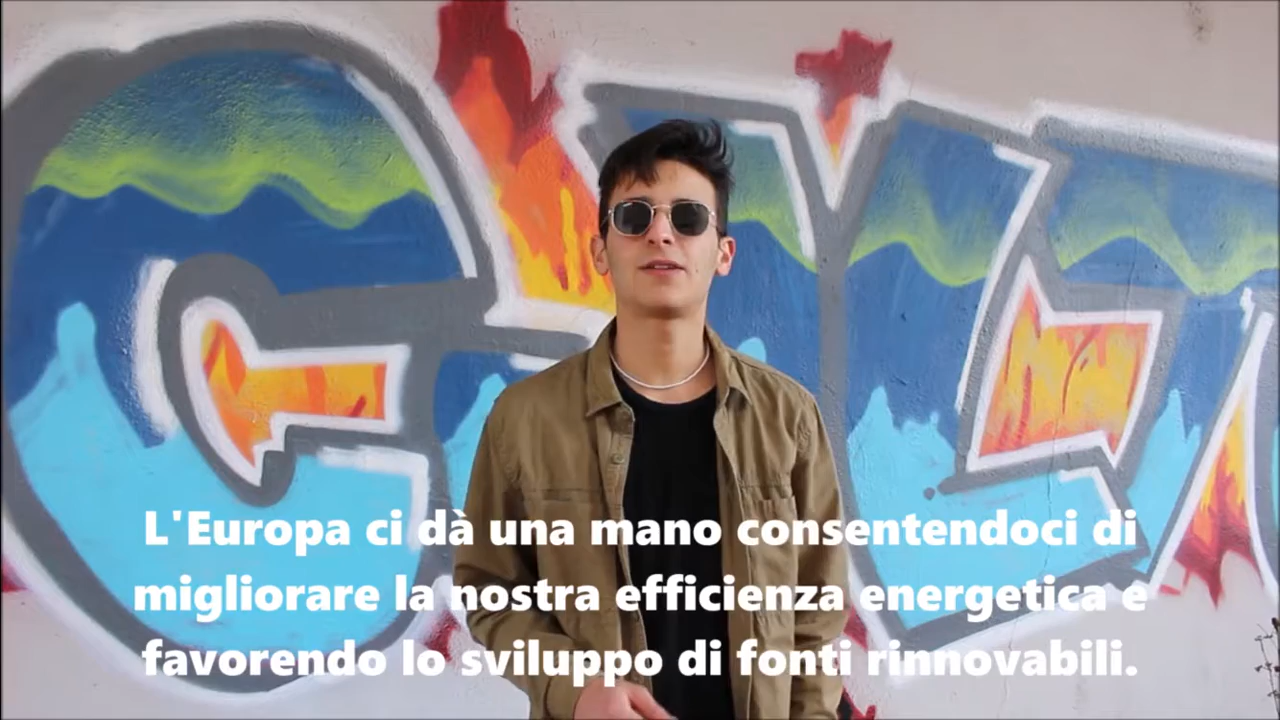 L'Europa ci dà una mano consentendoci di
migliorare la nostra efficienza energetica e
favorendo lo sviluppo di fonti rinnovabili.